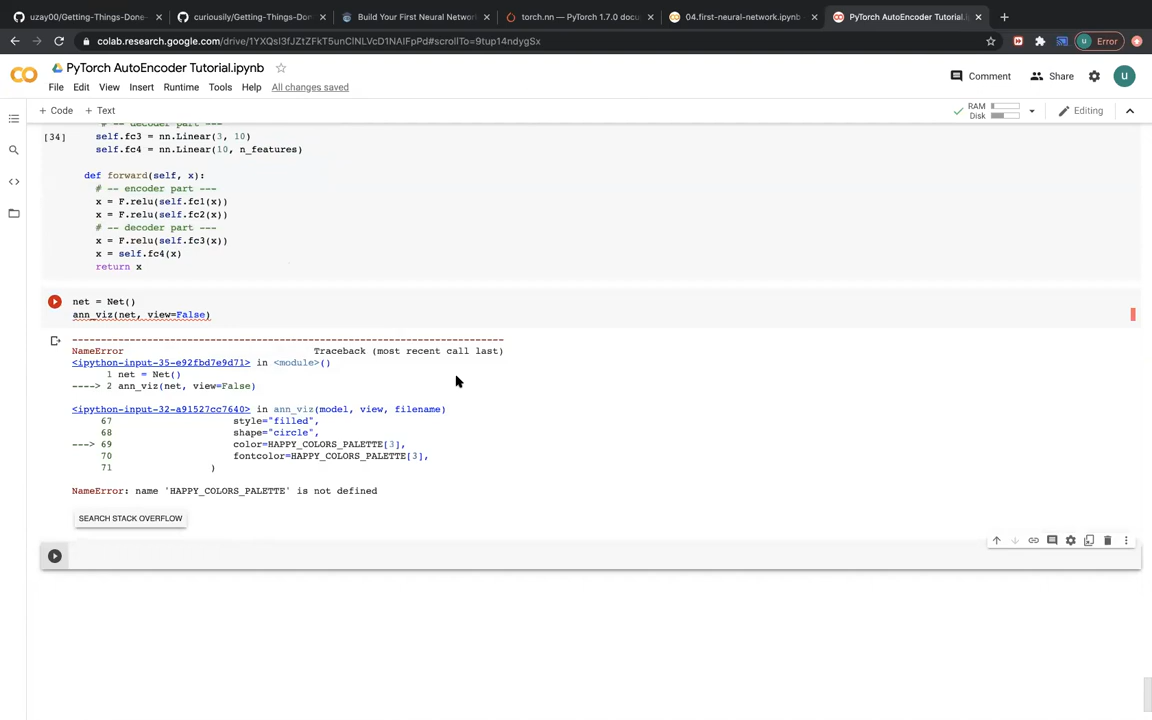 uzay00/Getting-Things-Done-
curiousily/Getting-Things-Don
Build Your First Neural Network
torch.nn — PyTorch 1.7.0 docu
04.first-neural-network.ipynb
PyTorch AutoEncoder Tutorial.i
colab.research.google.com/drive/1YXQsI3fJZtZFkT5unClNLVcD1NAIFpPd#scrollTo=9tup14ndygSx
u Error
PyTorch AutoEncoder Tutorial.ipynb
File Edit View Insert Runtime Tools Help All changes saved
Comment Share u
+ Code + Text
RAM
Disk
Editing
# -- decoder part ---
[34] self.fc3 = nn.Linear(3, 10)
self.fc4 = nn.Linear(10, n_features)
def forward(self, x):
# -- encoder part ---
x = F.relu(self.fc1(x))
x = F.relu(self.fc2(x))
# -- decoder part ---
x = F.relu(self.fc3(x))
x = self.fc4(x)
return x
net = Net()
ann_viz(net, view=False)
---------------------------------------------------------------------------
NameError Traceback (most recent call last)
<ipython-input-35-e92fbd7e9d71> in <module>()
1 net = Net()
----> 2 ann_viz(net, view=False)
<ipython-input-32-a91527cc7640> in ann_viz(model, view, filename)
67 style="filled",
68 shape="circle",
---> 69 color=HAPPY_COLORS_PALETTE[3],
70 fontcolor=HAPPY_COLORS_PALETTE[3],
71 )
NameError: name 'HAPPY_COLORS_PALETTE' is not defined
SEARCH STACK OVERFLOW